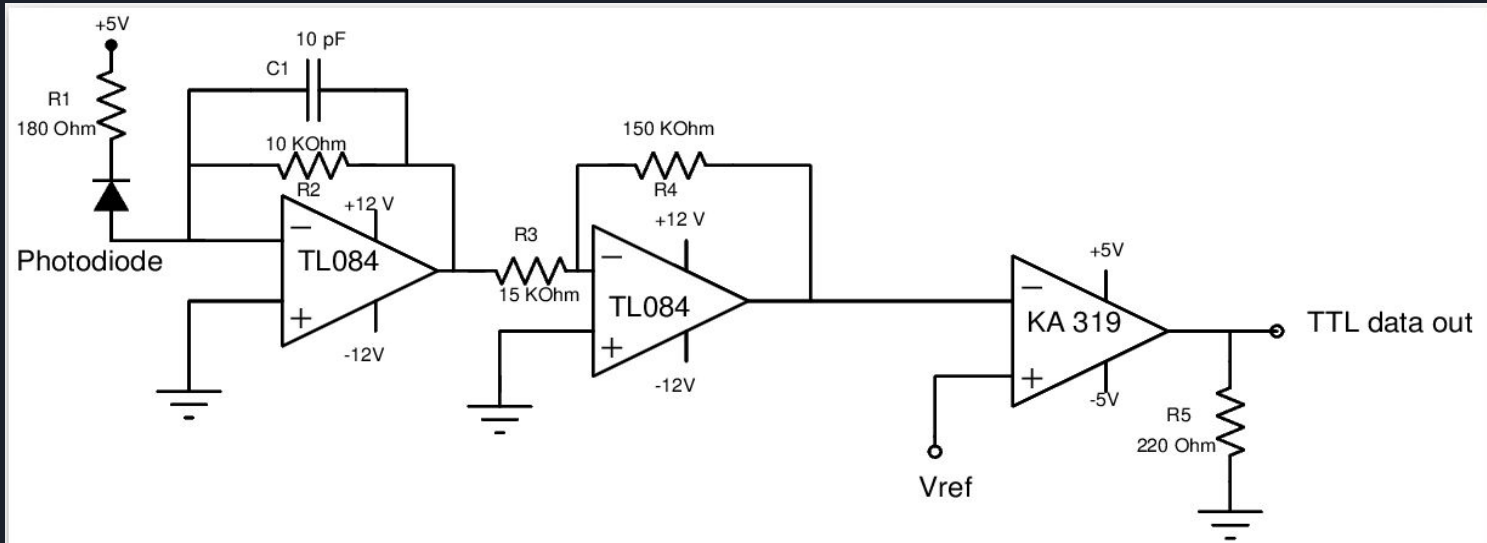 +5V
R1
180 Ohm
Photodiode
10 pF
C1
10 KOhm
R2
+12 V
−
TL084
+
-12V
R3
15 KOhm
150 KOhm
R4
+12 V
−
TL084
+
-12V
+5V
−
KA 319
+
-5V
Vref
TTL data out
R5
220 Ohm